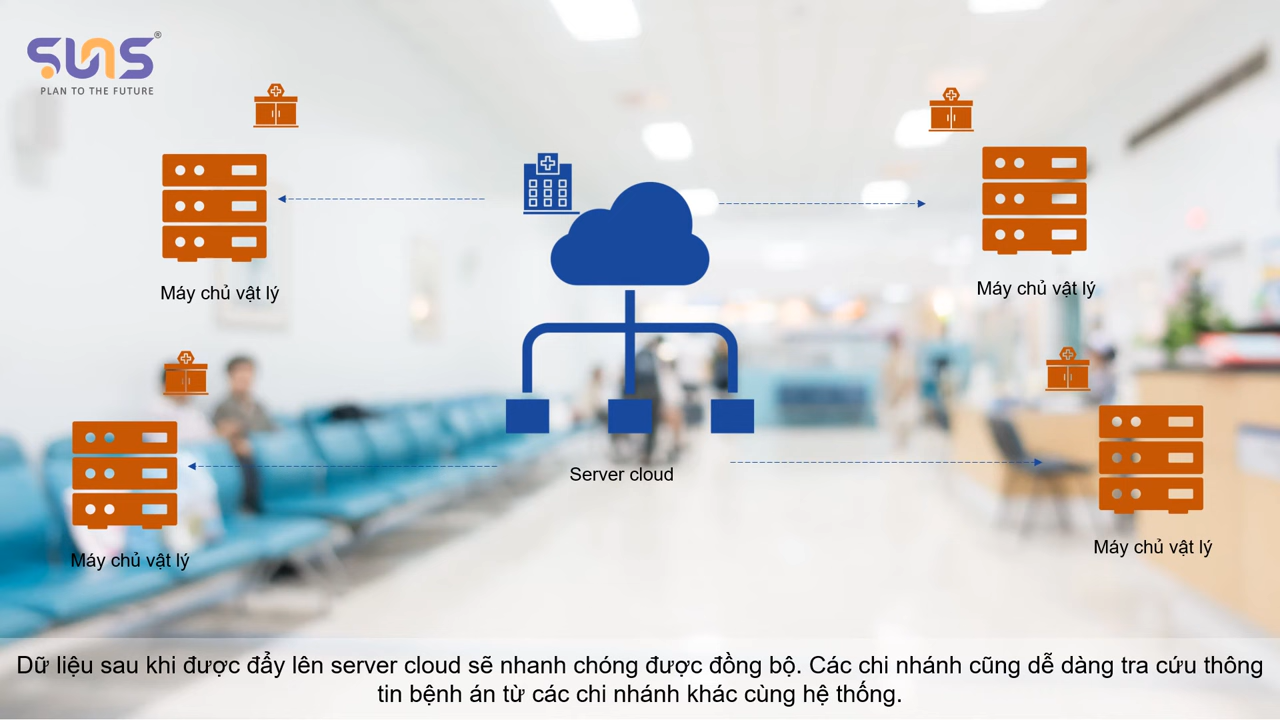 SUNS®
PLAN TO THE FUTURE
Máy chủ vật lý
Máy chủ vật lý
Server cloud
Máy chủ vật lý
Máy chủ vật lý
Dữ liệu sau khi được đẩy lên server cloud sẽ nhanh chóng được đồng bộ. Các chi nhánh cũng dễ dàng tra cứu thông
tin bệnh án từ các chi nhánh khác cùng hệ thống.